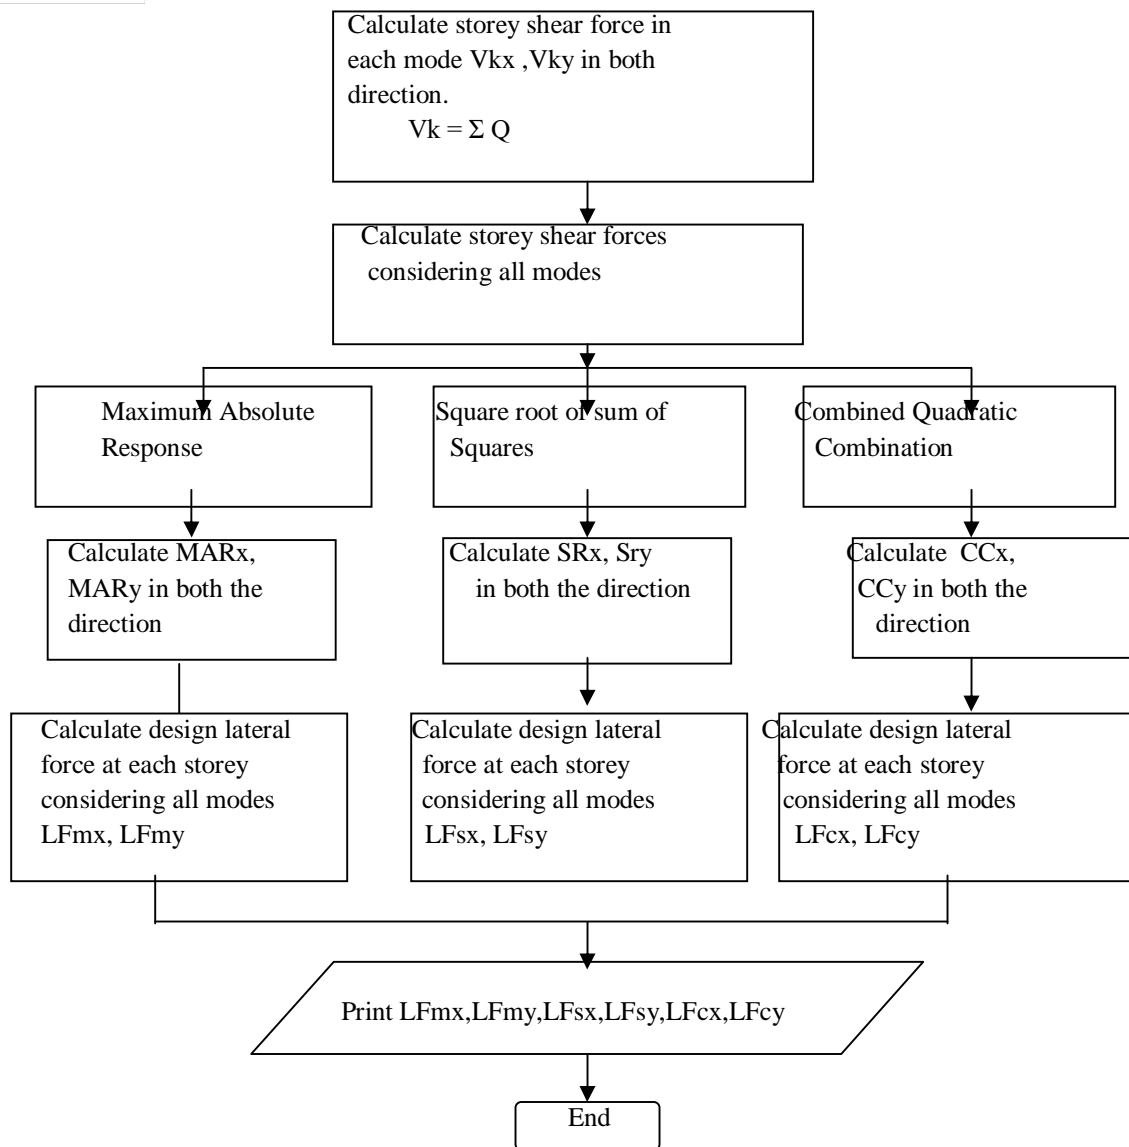 Calculate storey shear force in
each mode Vkx ,Vky in both
direction.
Vk = Σ Q
Calculate storey shear forces
considering all modes
Maximum Absolute
Response
Square root of sum of
Squares
Combined Quadratic
Combination
Calculate MARx,
MARy in both the
direction
Calculate SRx, Sry
in both the direction
Calculate CCx,
CCy in both the
direction
Calculate design lateral
force at each storey
considering all modes
LFmx, LFmy
Calculate design lateral
force at each storey
considering all modes
LFsx, LFsy
Calculate design lateral
force at each storey
considering all modes
LFcx, LFcy
Print LFmx,LFmy,LFsx,LFsy,LFcx,LFcy
End